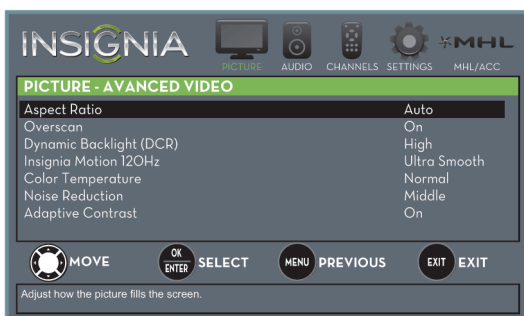 INSIGNIA
PICTURE AUDIO CHANNELS SETTINGS MHL/ACC
MHL
PICTURE - AVANCED VIDEO
Aspect Ratio Auto
Overscan On
Dynamic Backlight (DCR) High
Insignia Motion 120Hz Ultra Smooth
Color Temperature Normal
Noise Reduction Middle
Adaptive Contrast On
MOVE OK ENTER SELECT MENU PREVIOUS EXIT EXIT
Adjust how the picture fills the screen.